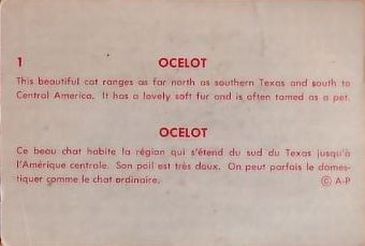 1 OCELOT
This beautiful cat ranges as far north as southern Texas and south to
Central America. It has a lovely soft fur and is often tamed as a pet.
OCELOT
Ce beau chat habite la région qui s'étend du sud du Texas jusqu'à
l'Amérique centrale. Son poil est très doux. On peut parfois le domes-
tiquer comme le chat ordinaire. © A-P